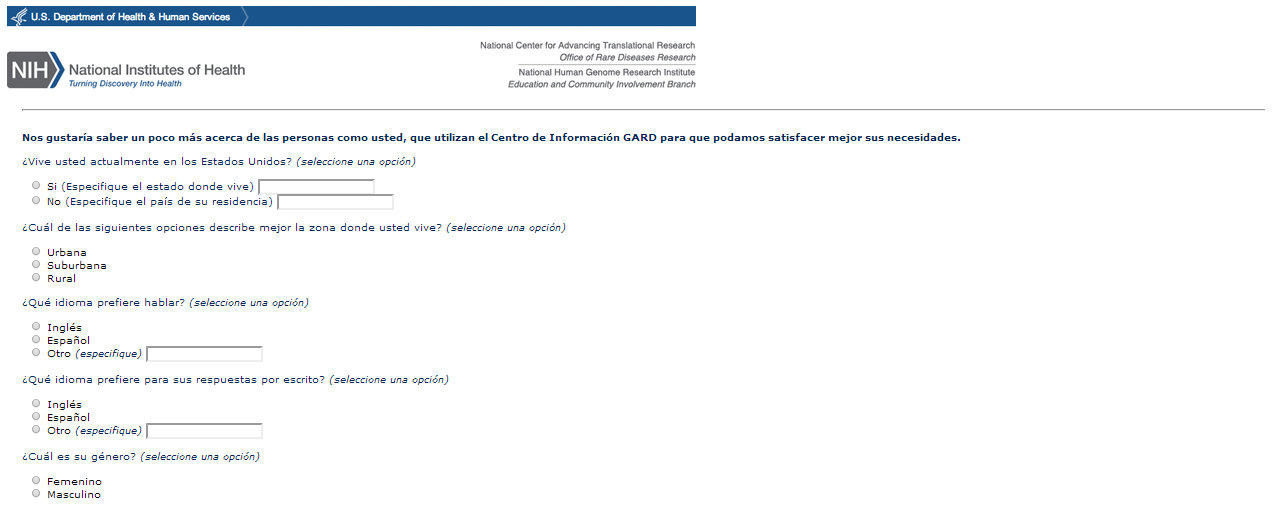 U.S. Department of Health & Human Services
NIH National Institutes of Health
Turning Discovery Into Health
National Center for Advancing Translational Research
Office of Rare Diseases Research
National Human Genome Research Institute
Education and Community Involvement Branch
Nos gustaría saber un poco más acerca de las personas como usted, que utilizan el Centro de Información GARD para que podamos satisfacer mejor sus necesidades.
¿Vive usted actualmente en los Estados Unidos? (seleccione una opción)
Si (Especifique el estado donde vive)
No (Especifique el país de su residencia)
¿Cuál de las siguientes opciones describe mejor la zona donde usted vive? (seleccione una opción)
Urbana
Suburbana
Rural
¿Qué idioma prefiere hablar? (seleccione una opción)
Inglés
Español
Otro (especifique)
¿Qué idioma prefiere para sus respuestas por escrito? (seleccione una opción)
Inglés
Español
Otro (especifique)
¿Cuál es su género? (seleccione una opción)
Femenino
Masculino